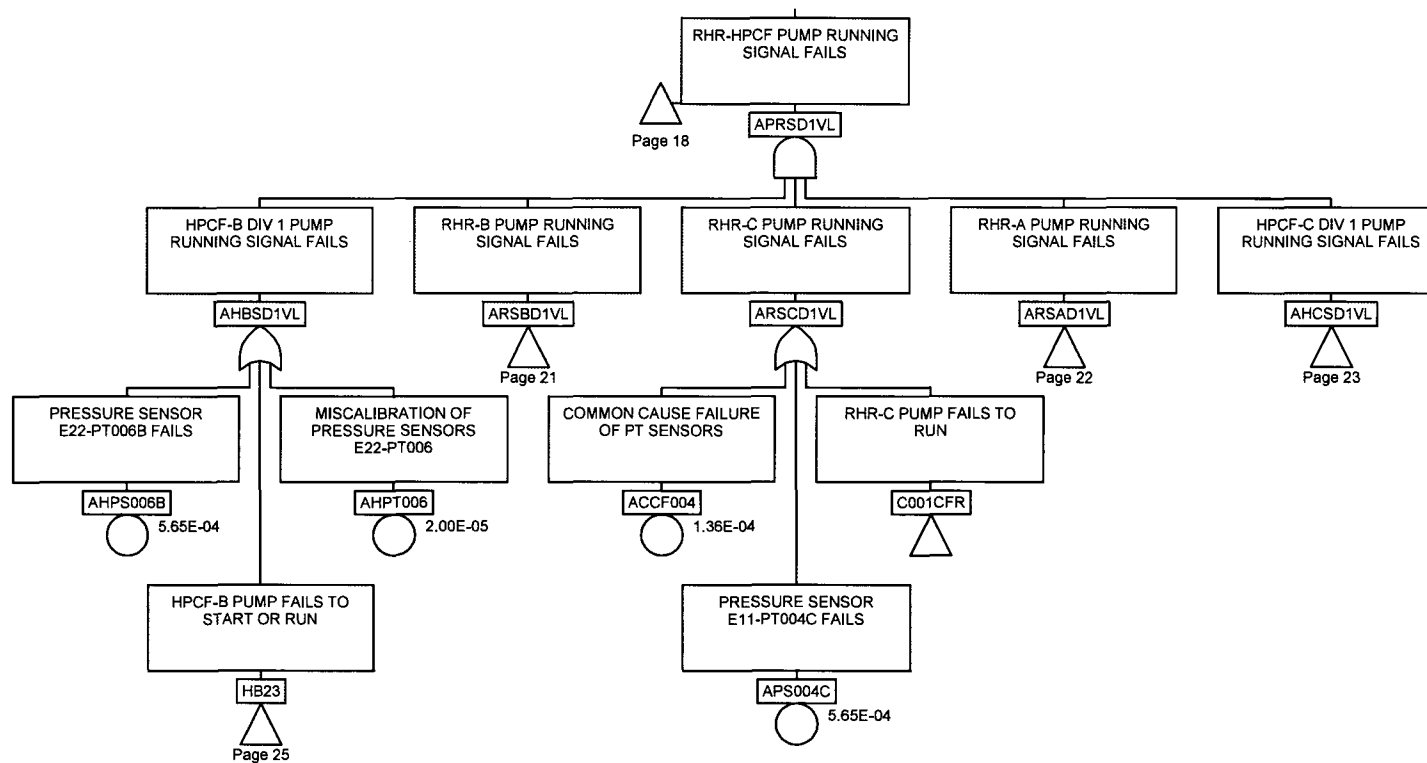 RHR-HPCF PUMP RUNNING
SIGNAL FAILS
Page 18
APRSD1VL
HPCF-B DIV 1 PUMP
RUNNING SIGNAL FAILS
AHBSD1VL
RHR-B PUMP RUNNING
SIGNAL FAILS
ARSBD1VL
Page 21
RHR-C PUMP RUNNING
SIGNAL FAILS
ARSCD1VL
RHR-A PUMP RUNNING
SIGNAL FAILS
ARSAD1VL
Page 22
HPCF-C DIV 1 PUMP
RUNNING SIGNAL FAILS
AHCSD1VL
Page 23
PRESSURE SENSOR
E22-PT006B FAILS
AHPS006B
5.65E-04
MISCALIBRATION OF
PRESSURE SENSORS
E22-PT006
AHPT006
2.00E-05
COMMON CAUSE FAILURE
OF PT SENSORS
ACCF004
1.36E-04
RHR-C PUMP FAILS TO
RUN
C001CFR
HPCF-B PUMP FAILS TO
START OR RUN
HB23
Page 25
PRESSURE SENSOR
E11-PT004C FAILS
APS004C
5.65E-04